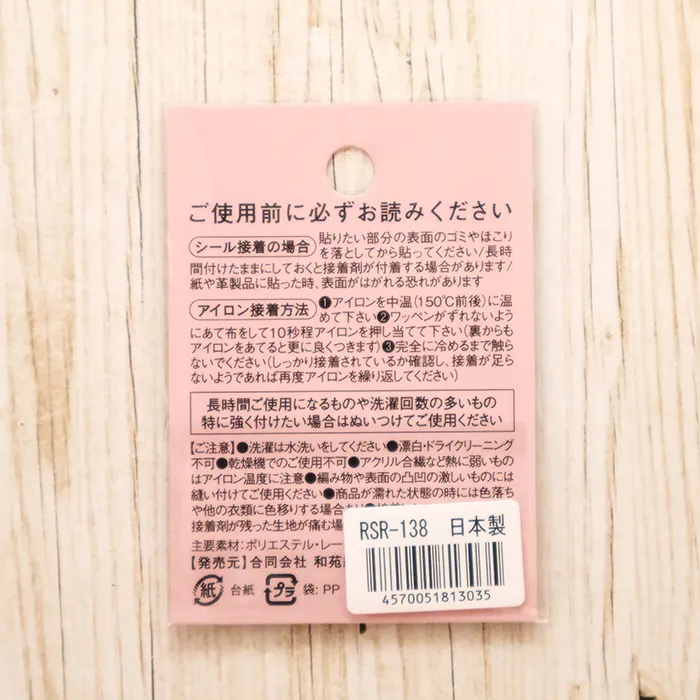 ご使用前に必ずお読みください
シール接着の場合 貼りたい部分の表面のゴミやほこり
を落としてから貼ってください/長時
間付けたままにしておくと接着剤が付着する場合があります/
紙や革製品に貼った時、表面がはがれる恐れがあります
アイロン接着方法 ❶アイロンを中温(150℃前後)に温
めて下さい❷ワッペンがずれないよう
にあて布をして10秒程アイロンを押し当てて下さい(裏からも
アイロンをあてると更に良くつきます)❸完全に冷めるまで触ら
ないでください(しっかり接着されているか確認し、接着が足ら
ないようであれば再度アイロンを繰り返してください)
長時間ご使用になるものや洗濯回数の多いもの
特に強く付けたい場合はぬいつけてご使用ください
【ご注意】●洗濯は水洗いをしてください●漂白・ドライクリーニング
不可●乾燥機でのご使用不可●アクリル合繊など熱に弱いもの
はアイロン温度に注意●編み物や表面の凸凹の激しいものには
縫い付けてご使用ください●商品が濡れた状態の時には色落ち
や他の衣類に色移りする場合
接着剤が残った生地が痛む場
主要素材:ポリエステル・レー
【発売元】合同会社 和苑
紙 台紙 プラ 袋:PP
RSR-138 日本製
4570051813035